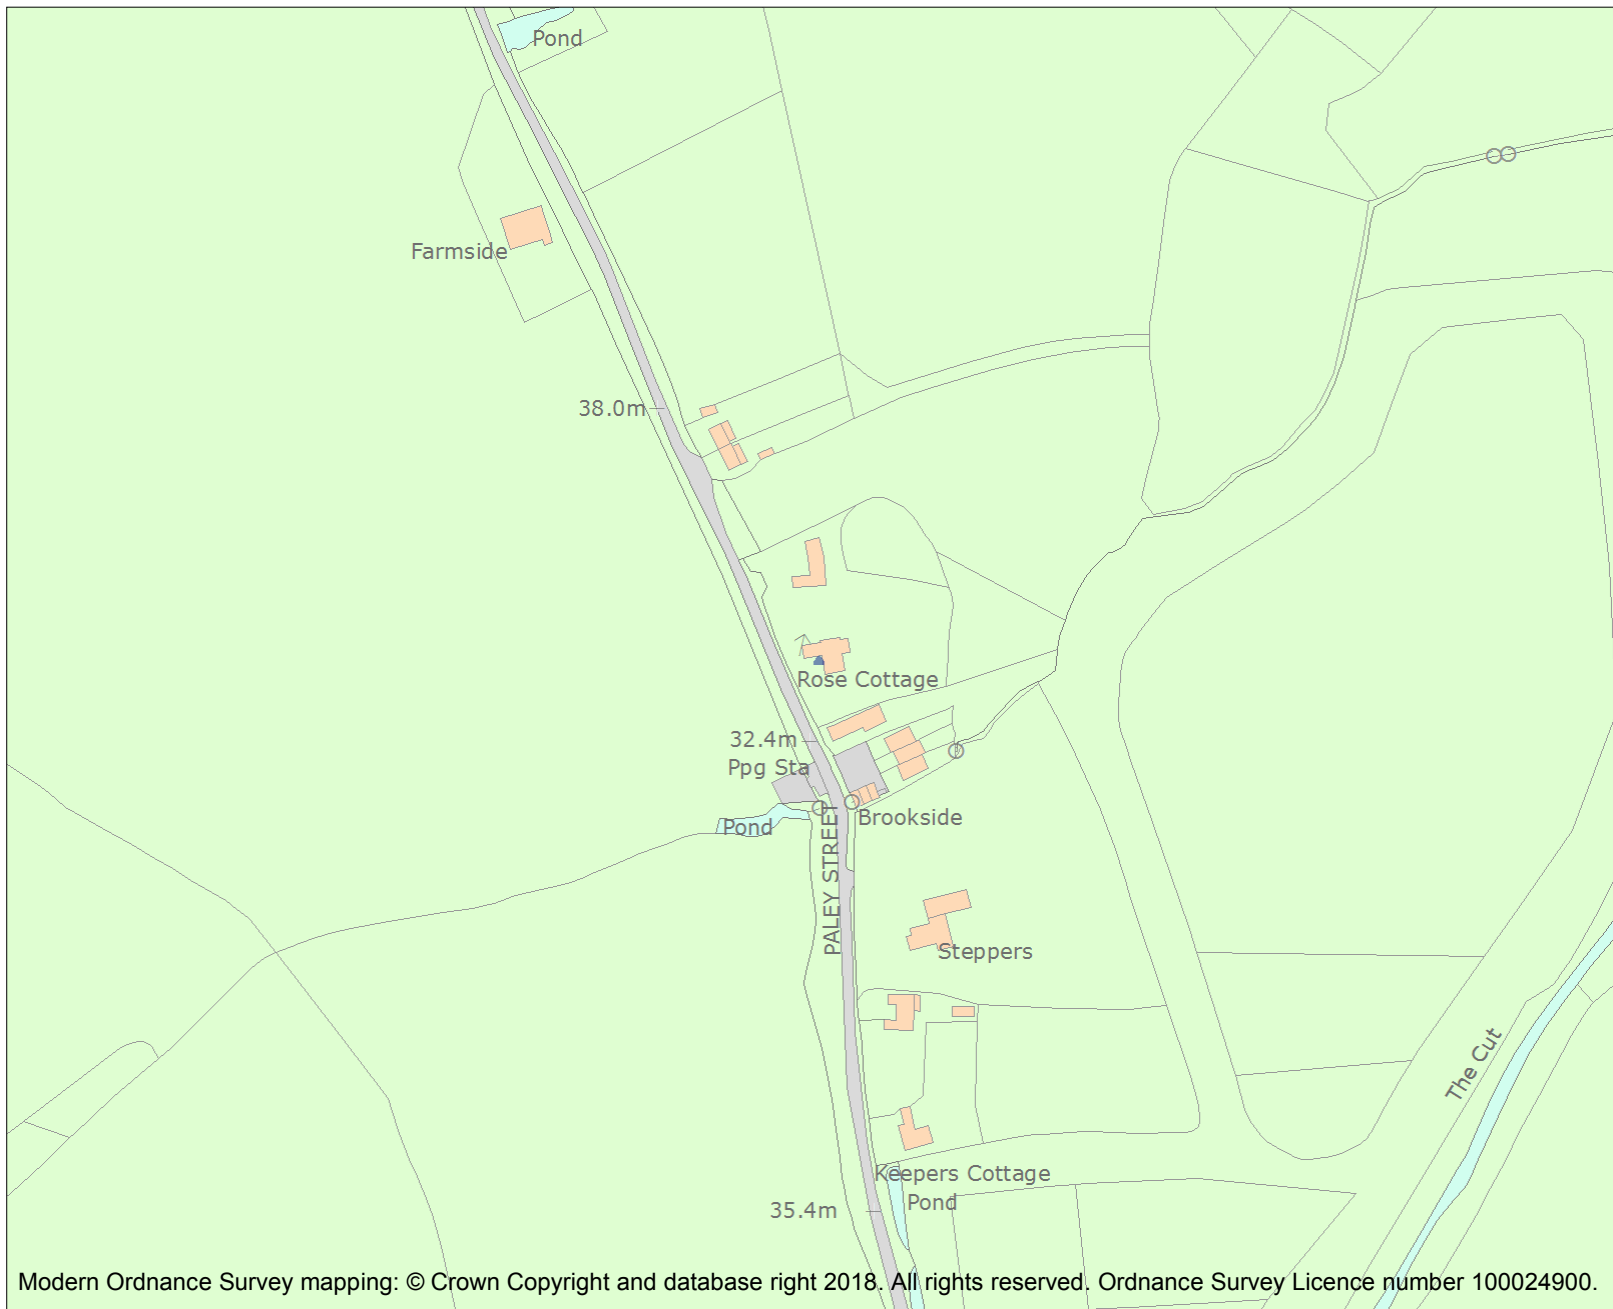 Pond
Farmside
38.0m
Rose Cottage
32.4m
Ppg Sta
Pond
Brookside
PALEY STREET
Steppers
The Cut
Keepers Cottage
Pond
35.4m
Modern Ordnance Survey mapping: © Crown Copyright and database right 2018. All rights reserved. Ordnance Survey Licence number 100024900.